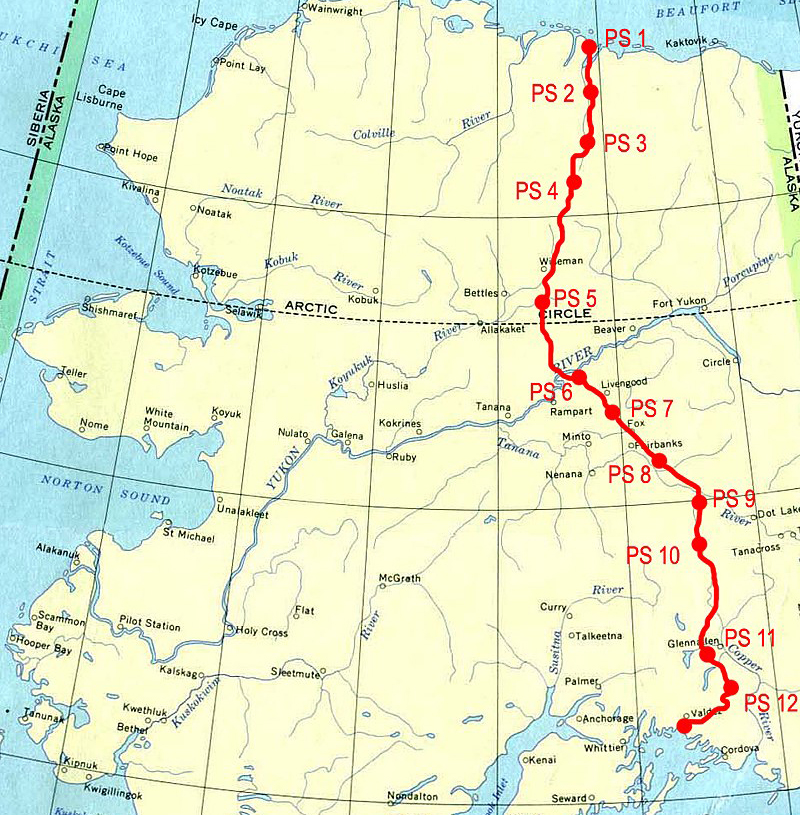 Wainwright
BEAUFORT
Icy Cape
PS 1
Kaktovik
UKCHI
SEA
Point Lay
Cape
Lisburne
PS 2
SIBERIA
ALASKA
Colville
River
PS 3
YUKO
ALASKA
Point Hope
Kivalina
Noatak
River
PS 4
Noatak
Kotzebue Sound
Kobuk
River
Wiseman
Porcupine
STRAIT
Kotzebue
Kobuk
Bettles
PS 5
Fort Yukon
Shishmaref
Selawik
ARCTIC
CIRCLE
River
Allakaket
Beaver
Koyukuk
RIVER
Circle
Teller
Huslia
PS 6
Livengood
White
Mountain
Koyuk
Tanana
Rampart
PS 7
Nome
Kokrines
Fox
Nulato
Galena
Minto
Fairbanks
Ruby
Tanana
YUKON
Nenana
PS 8
NORTON SOUND
PS 9
Unalakleet
River
Dot Lake
St Michael
Alakanuk
PS 10
Tanacross
McGrath
River
Scammon
Bay
Pilot Station
Flat
River
Curry
Hooper Bay
Holy Cross
Talkeetna
Glennallen
PS 11
Susitna
Copper
River
Kalskag
Sleetmute
Kuskokwim
Palmer
PS 12
Tanunak
Kwethluk
Bethel
Anchorage
Valdez
Whittier
Cordova
Kipnuk
Kenai
Kwigillingok
Nondalton
ok Inlet
Seward